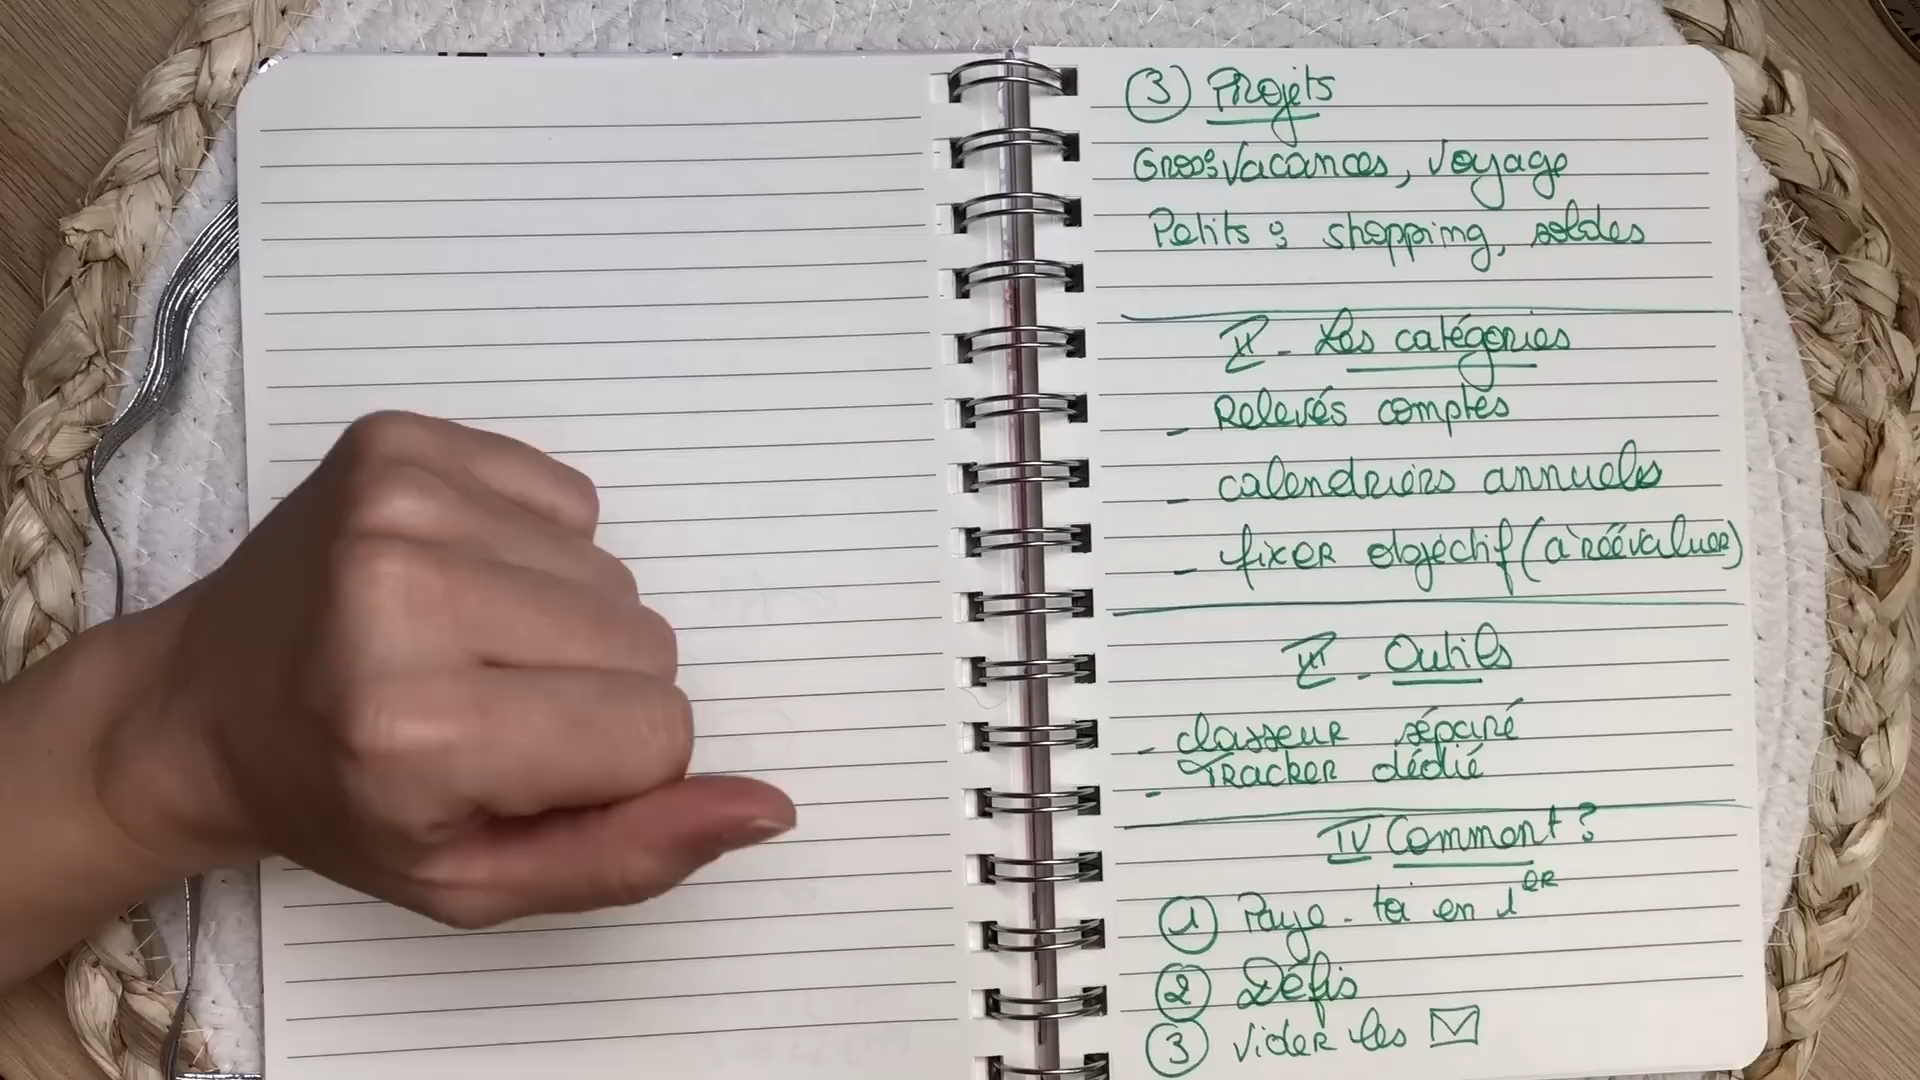 ③ Projets
Gros: Vacances, voyage
Petits : shopping, soldes
II - Les catégories
- Relevés comptes
- calendriers annuels
- fixer objectif (à réévaluer)
III - Outils
- classeur séparé
- Tracker dédié
IV Comment ?
① Paye-toi en 1er
② Défis
③ Vider les